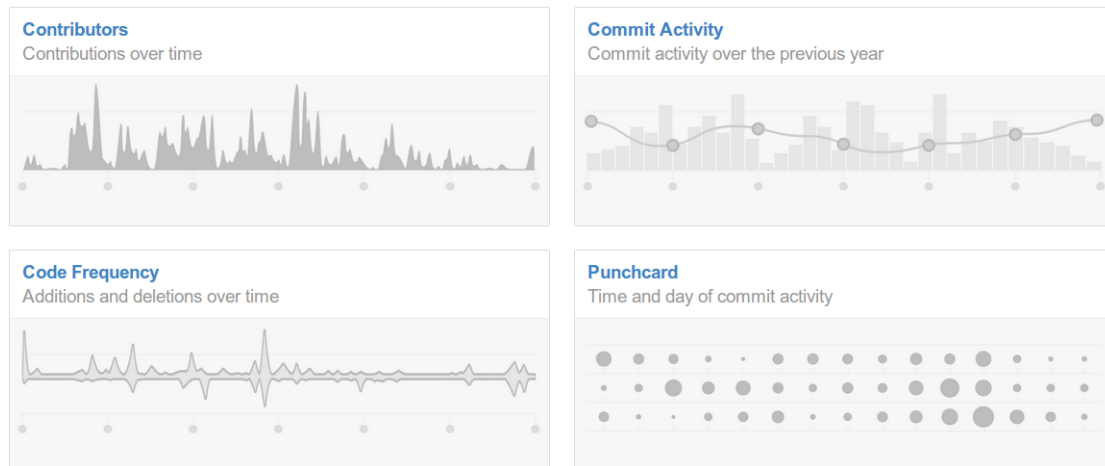 Contributors
Contributions over time
Commit Activity
Commit activity over the previous year
Code Frequency
Additions and deletions over time
Punchcard
Time and day of commit activity